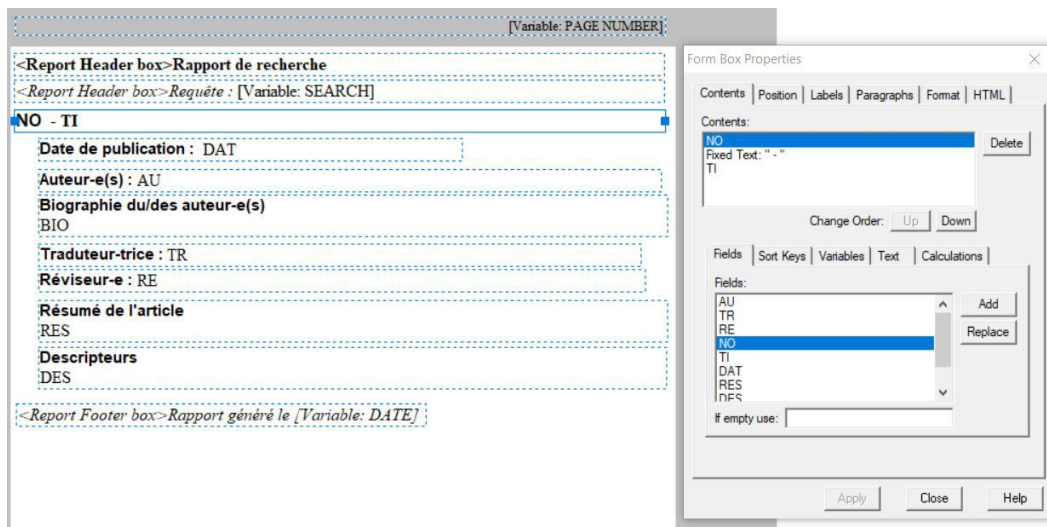 [Variable: PAGE NUMBER]
<Report Header box>Rapport de recherche
<Report Header box>Requête : [Variable: SEARCH]
NO - TI
Date de publication : DAT
Auteur-e(s) : AU
Biographie du/des auteur-e(s)
BIO
Traduteur-trice : TR
Réviseur-e : RE
Résumé de l'article
RES
Descripteurs
DES
<Report Footer box>Rapport généré le [Variable: DATE]
Form Box Properties
Contents Position Labels Paragraphs Format HTML
Contents:
NO
Fixed Text: " - "
TI
Delete
Change Order: Up Down
Fields Sort Keys Variables Text Calculations
Fields:
AU
TR
RE
NO
TI
DAT
RES
DES
Add
Replace
If empty use:
Apply Close Help